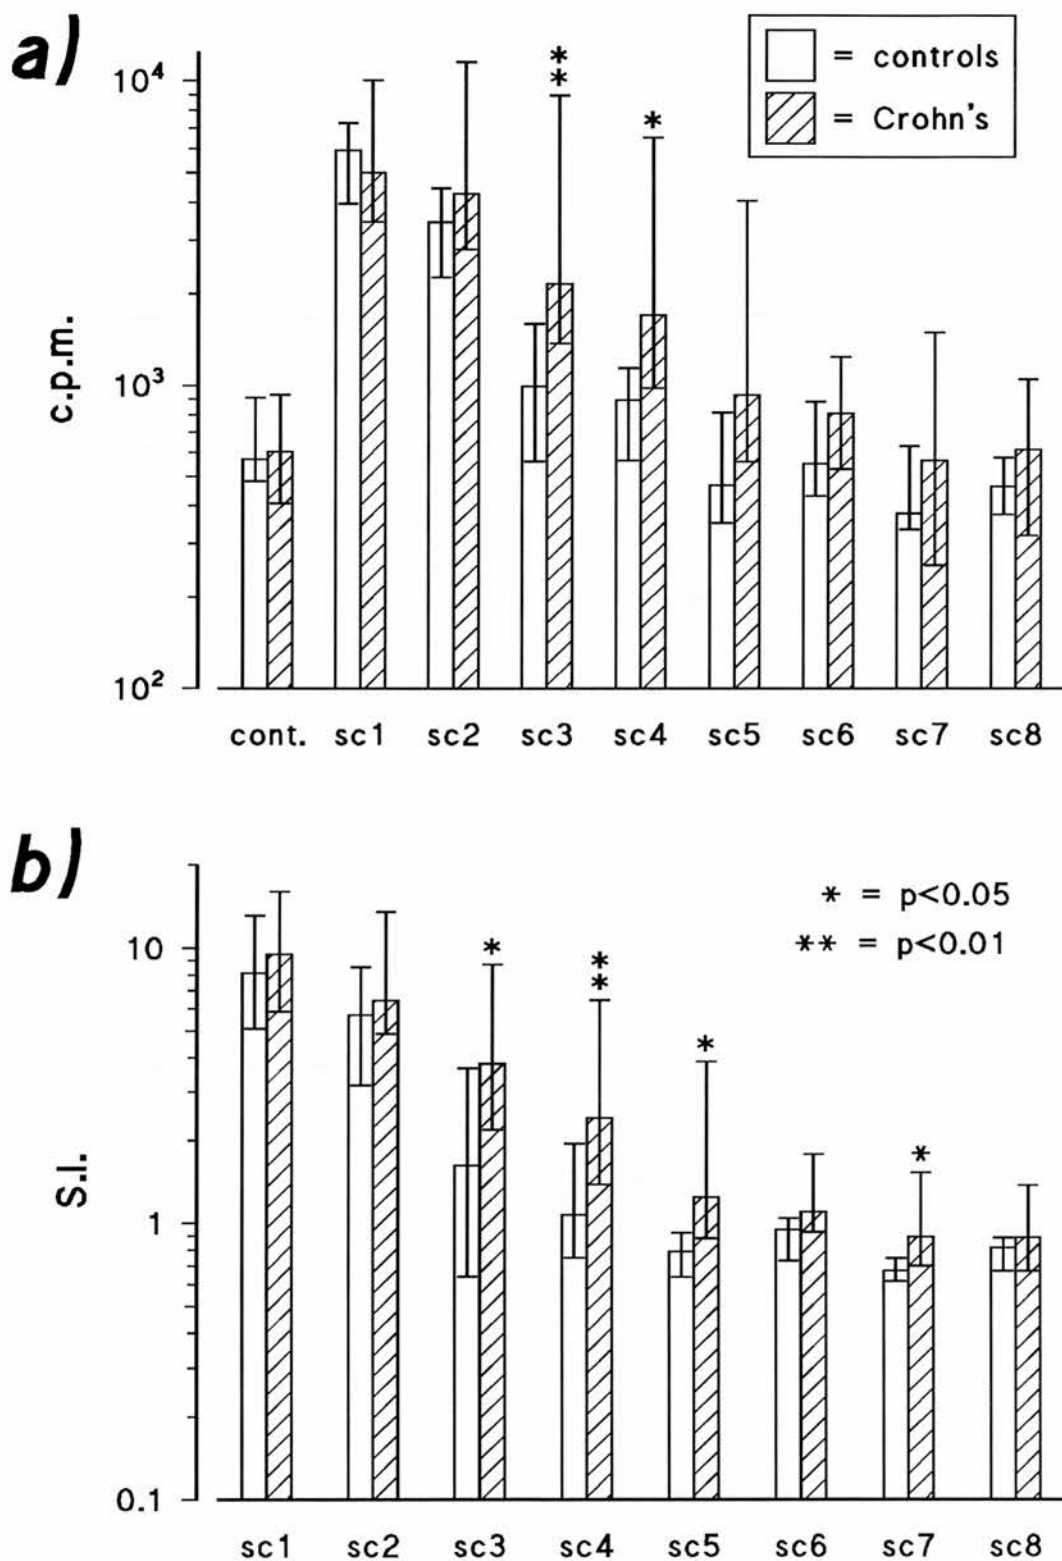 a)
= controls
= Crohn's
**
*
10⁴
10³
10²
c.p.m.
cont. sc1 sc2 sc3 sc4 sc5 sc6 sc7 sc8
b)
* = p<0.05
** = p<0.01
*
**
*
*
10
1
0.1
S.I.
sc1 sc2 sc3 sc4 sc5 sc6 sc7 sc8